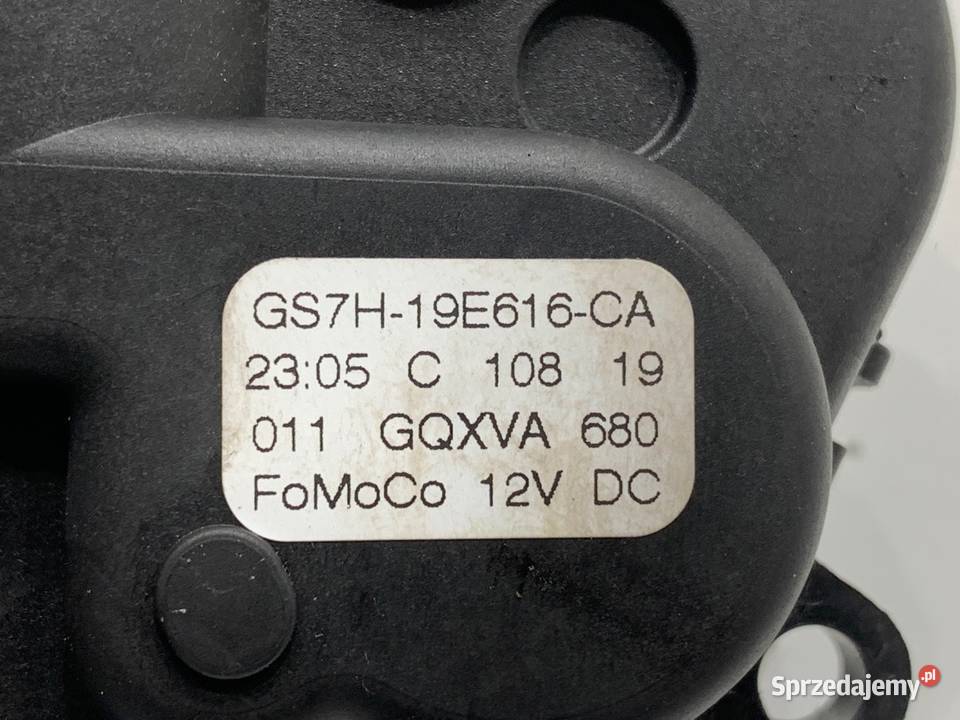 GS7H-19E616-CA
23:05 C 108 19
011 GQXVA 680
FoMoCo 12V DC
Sprzedajemy .pl